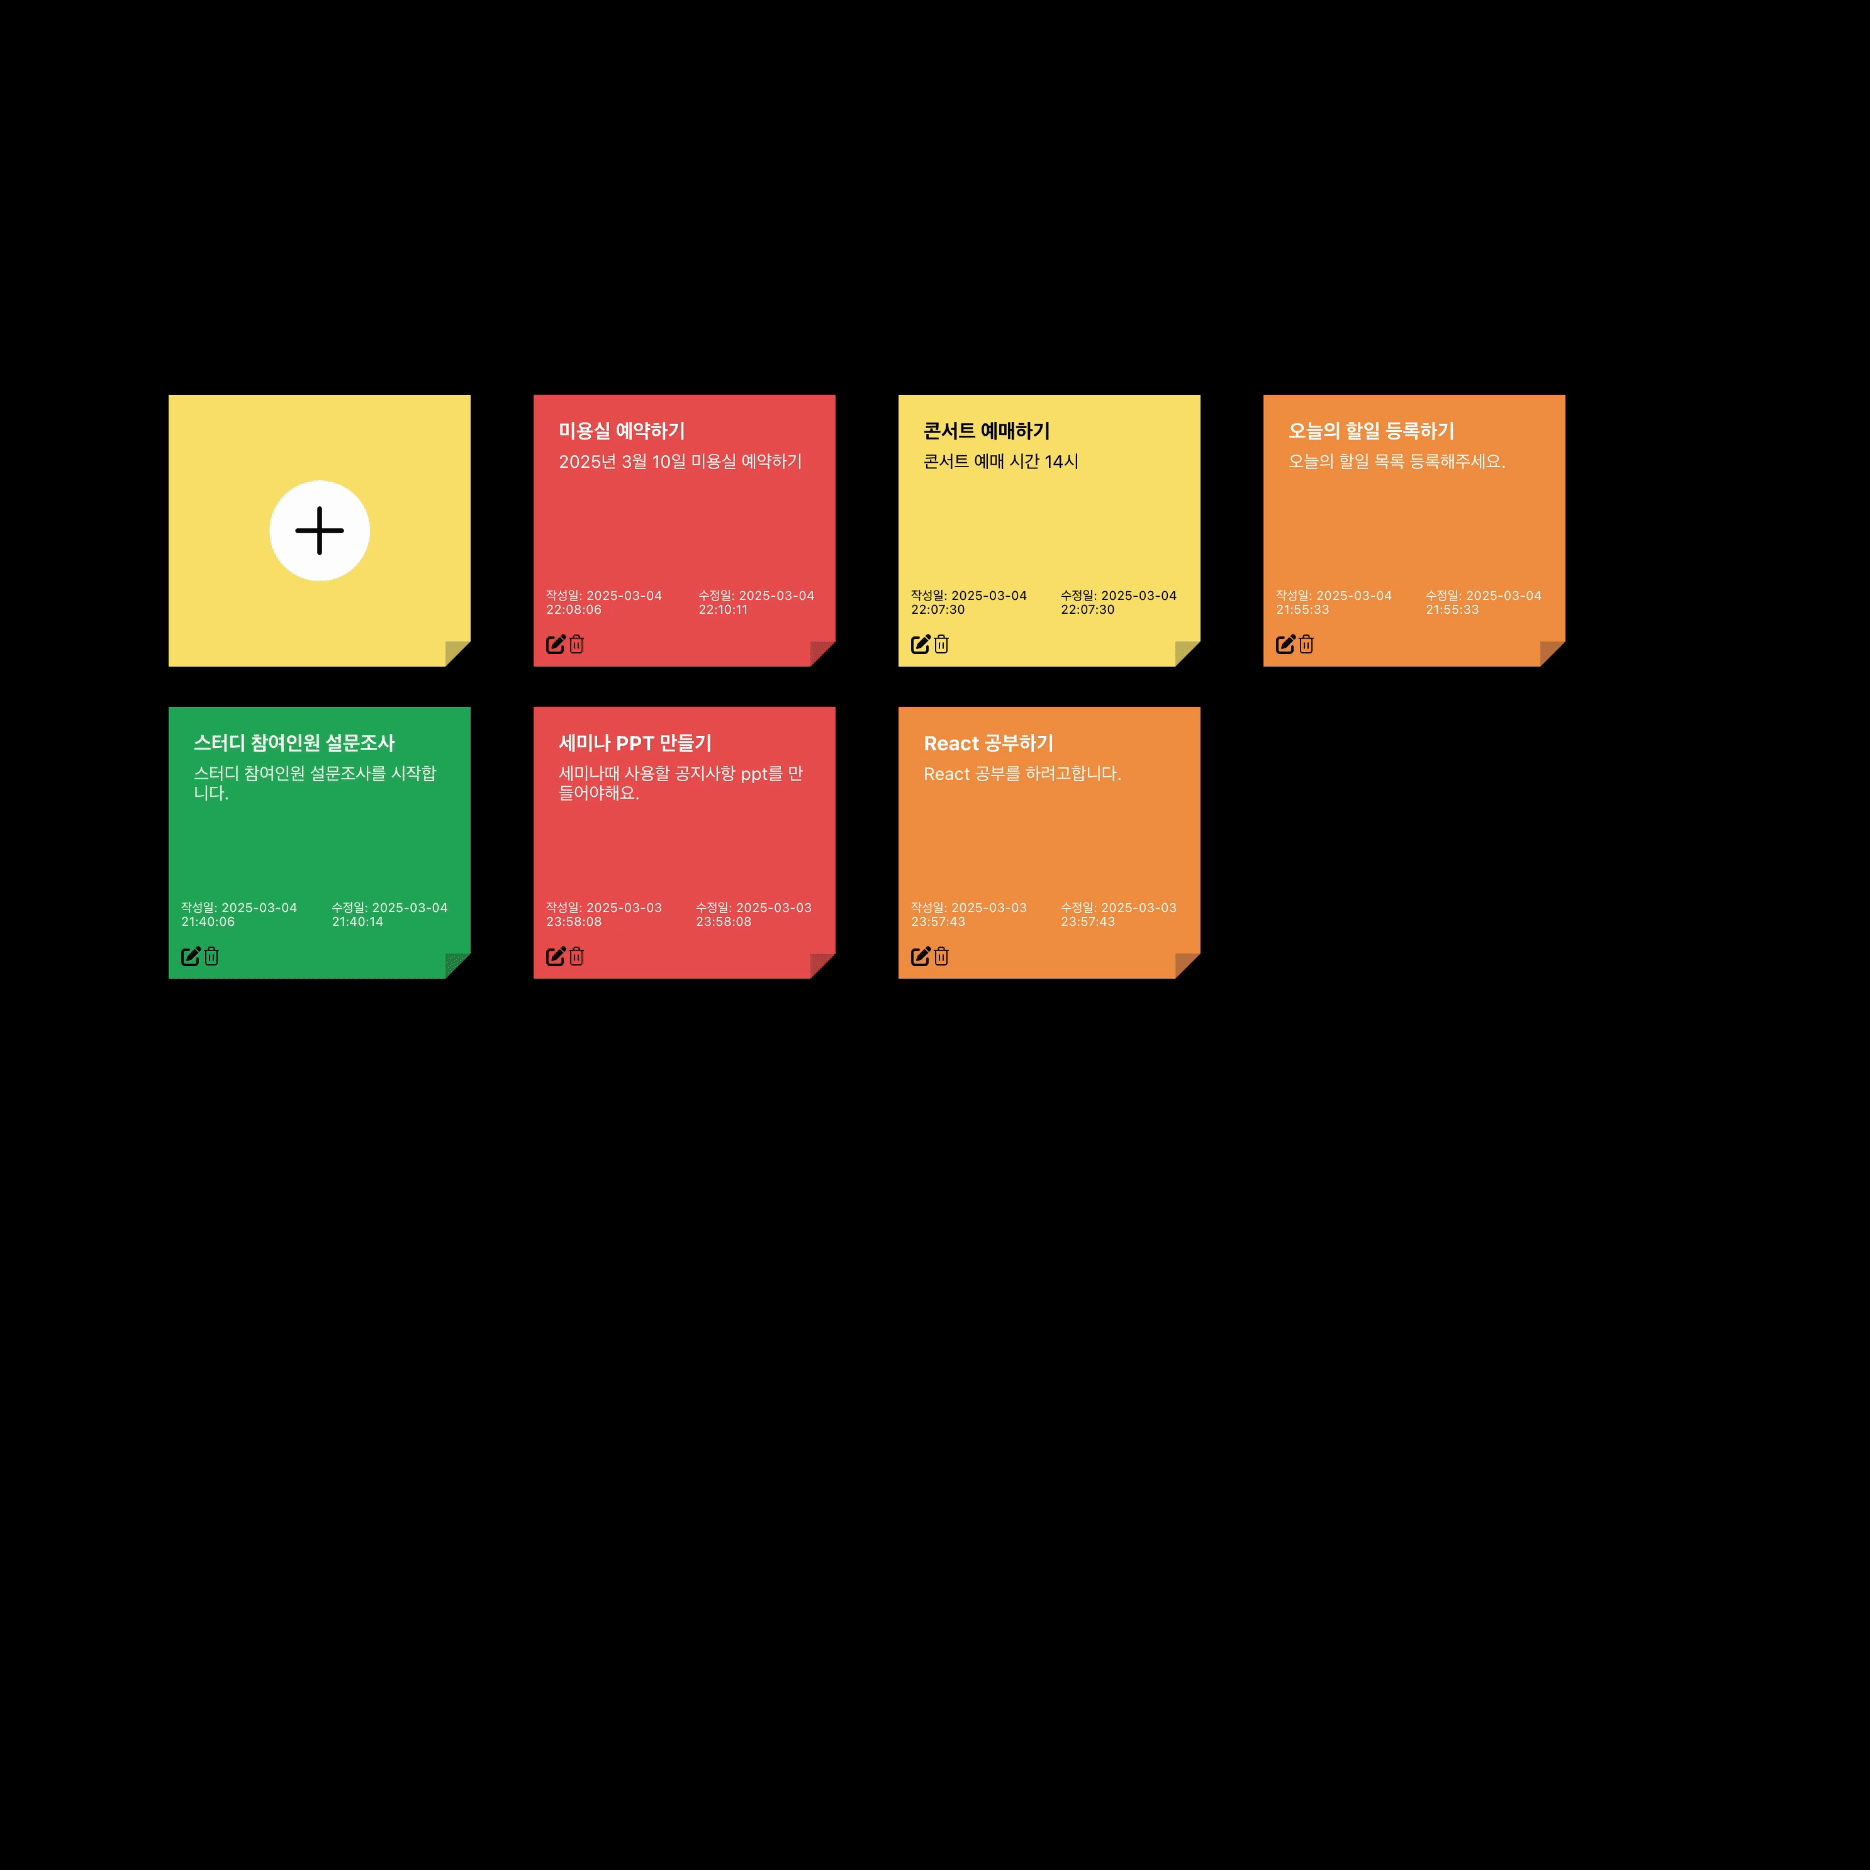 미용실 예약하기
2025년 3월 10일 미용실 예약하기
작성일: 2025-03-04
22:08:06
수정일: 2025-03-04
22:10:11
콘서트 예매하기
콘서트 예매 시간 14시
작성일: 2025-03-04
22:07:30
수정일: 2025-03-04
22:07:30
오늘의 할일 등록하기
오늘의 할일 목록 등록해주세요.
작성일: 2025-03-04
21:55:33
수정일: 2025-03-04
21:55:33
스터디 참여인원 설문조사
스터디 참여인원 설문조사를 시작합
니다.
작성일: 2025-03-04
21:40:06
수정일: 2025-03-04
21:40:14
세미나 PPT 만들기
세미나때 사용할 공지사항 ppt를 만
들어야해요.
작성일: 2025-03-03
23:58:08
수정일: 2025-03-03
23:58:08
React 공부하기
React 공부를 하려고합니다.
작성일: 2025-03-03
23:57:43
수정일: 2025-03-03
23:57:43